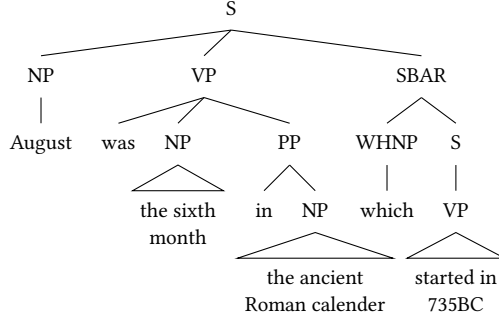 S
NP VP SBAR
August was NP PP WHNP S
the sixth
month
in NP which VP
the ancient
Roman calender
started in
735BC